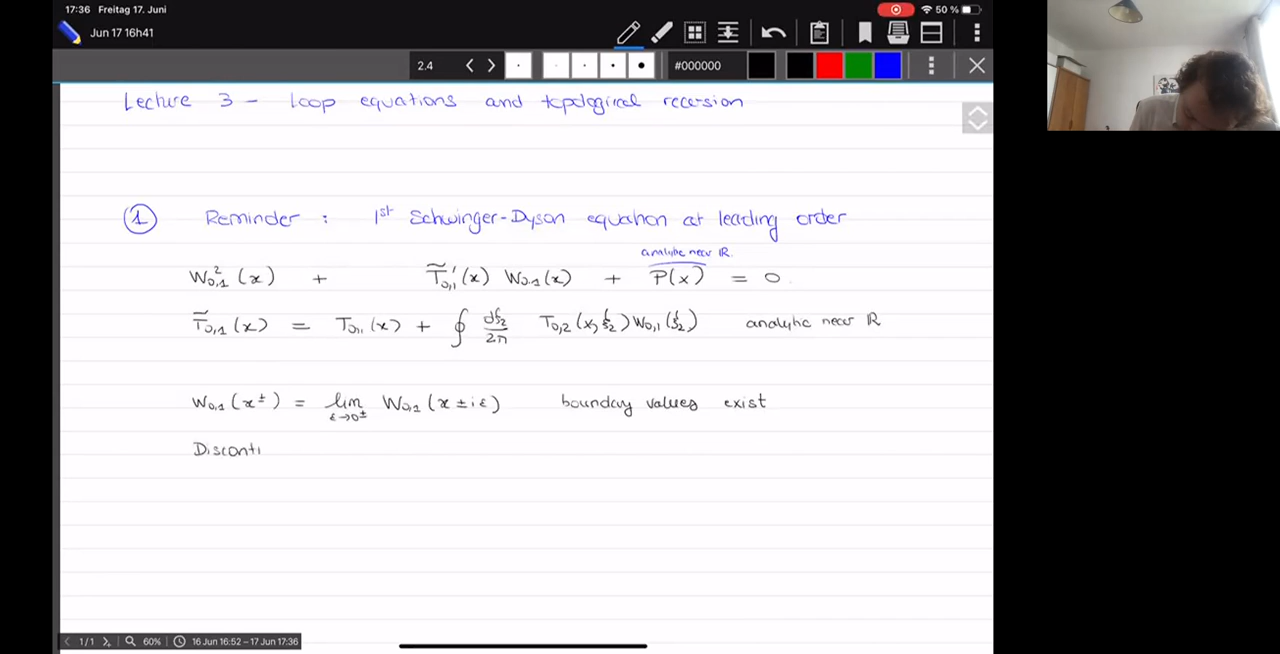 17:36 Freitag 17. Juni
50 %
Jun 17 16h41
2.4
#000000
Lecture 3 - Loop equations and topological recursion
① Reminder : 1st Schwinger-Dyson equation at leading order
analytic near ℝ.
W₀,₁²(x) + T̃₀,₁'(x) W₀,₁(x) + P(x) = 0.
T̃₀,₁(x) = T₀,₁(x) + ∮ dξ₂/2π T₀,₂(x, ξ₂) W₀,₁(ξ₂) analytic near ℝ
W₀,₁(x±) = lim ε→0± W₀,₁(x ± iε) boundary values exist
Disconti
1/1 60% 16 Jun 16:52 – 17 Jun 17:36